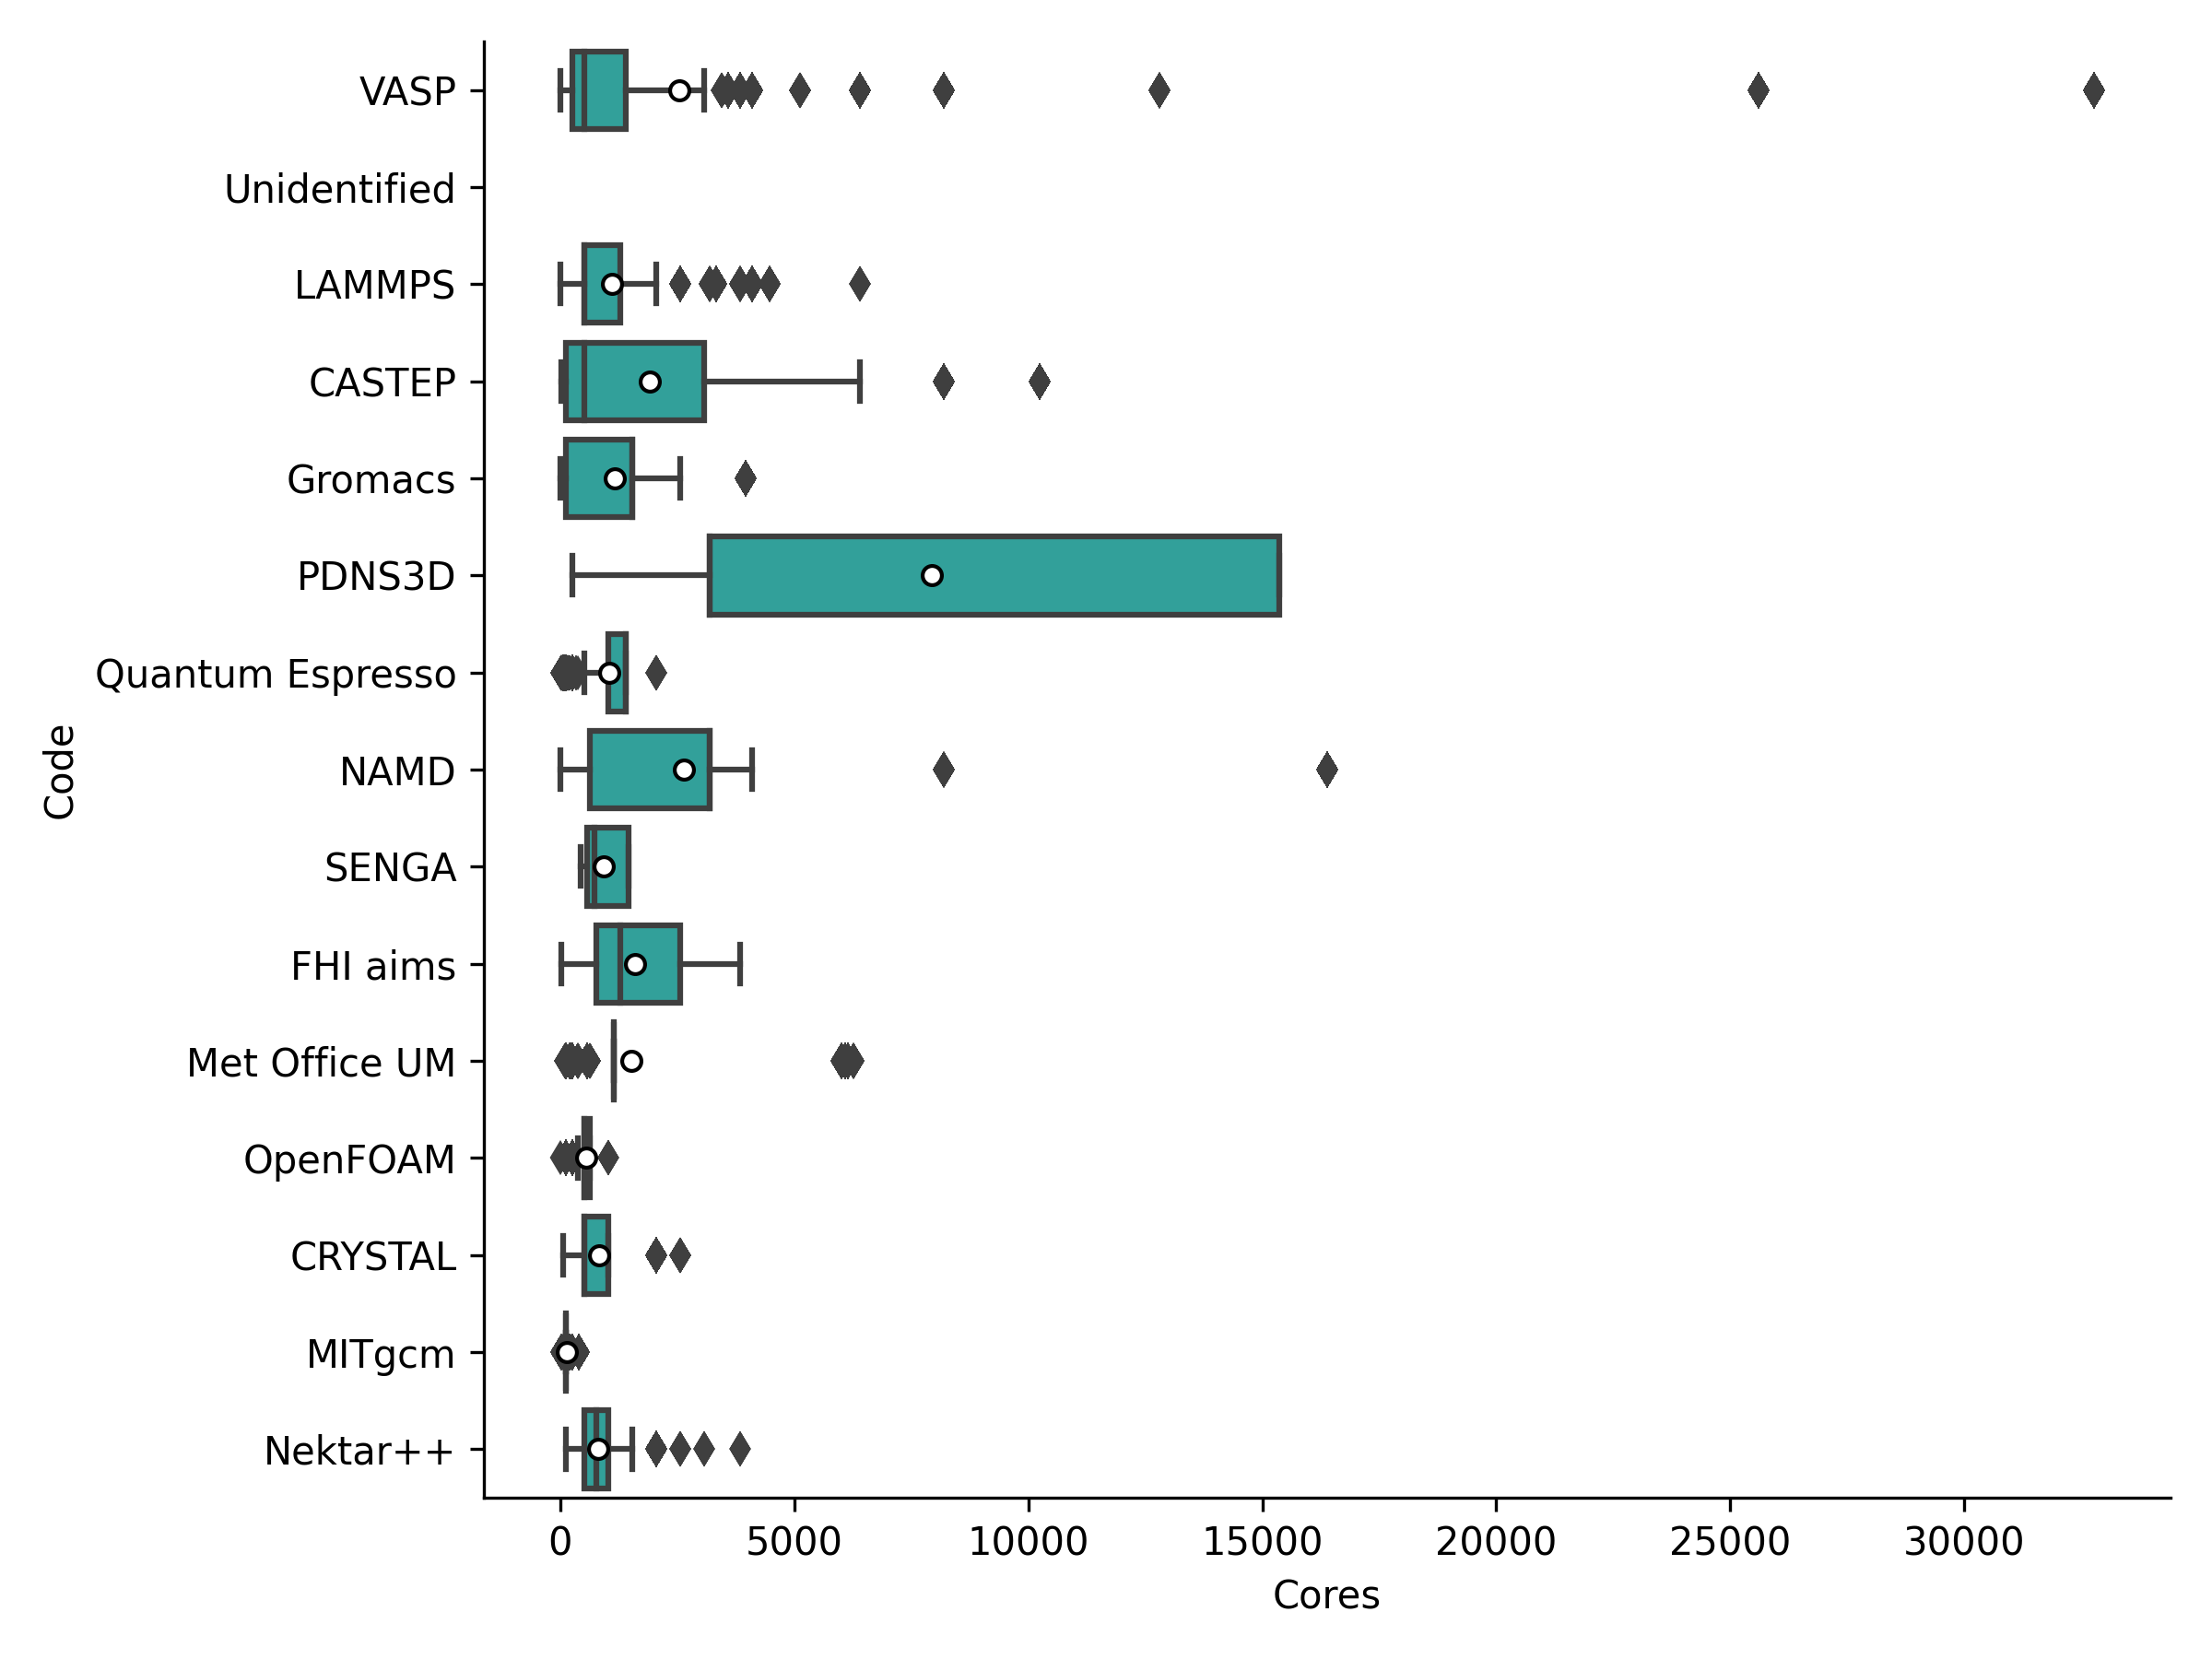 VASP
Unidentified
LAMMPS
CASTEP
Gromacs
PDNS3D
Quantum Espresso
NAMD
SENGA
FHI aims
Met Office UM
OpenFOAM
CRYSTAL
MITgcm
Nektar++
Code
0 5000 10000 15000 20000 25000 30000
Cores